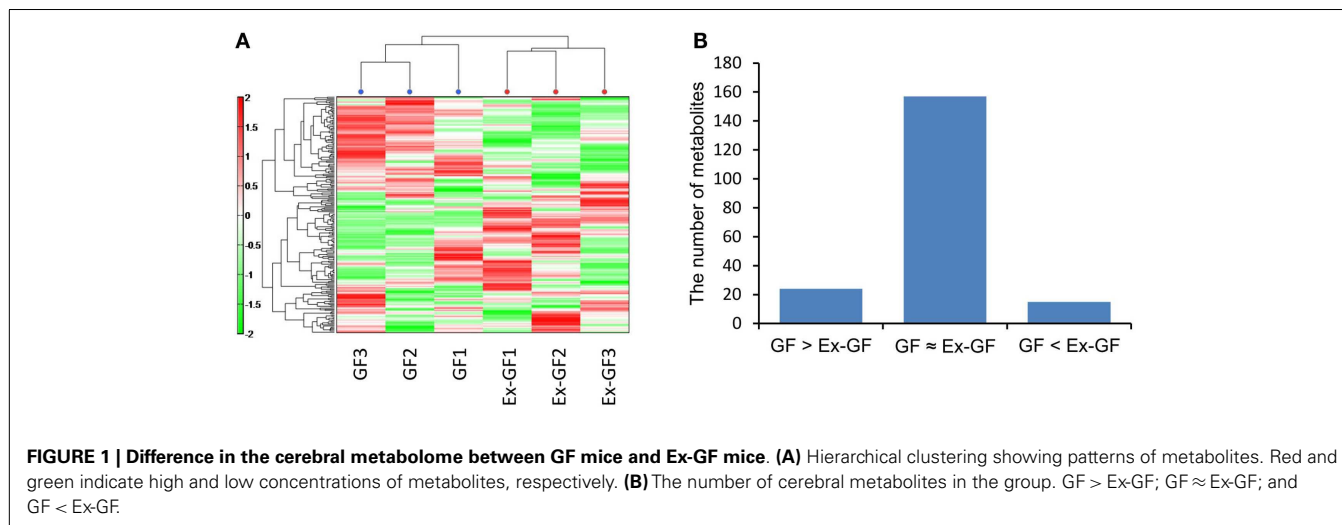 A
2
1.5
1
0.5
0
-0.5
-1
-1.5
-2
GF3
GF2
GF1
Ex-GF1
Ex-GF2
Ex-GF3
B
The number of metabolites
180
160
140
120
100
80
60
40
20
0
GF > Ex-GF
GF ≈ Ex-GF
GF < Ex-GF
FIGURE 1 | Difference in the cerebral metabolome between GF mice and Ex-GF mice. (A) Hierarchical clustering showing patterns of metabolites. Red and
green indicate high and low concentrations of metabolites, respectively. (B) The number of cerebral metabolites in the group. GF > Ex-GF; GF ≈ Ex-GF; and
GF < Ex-GF.